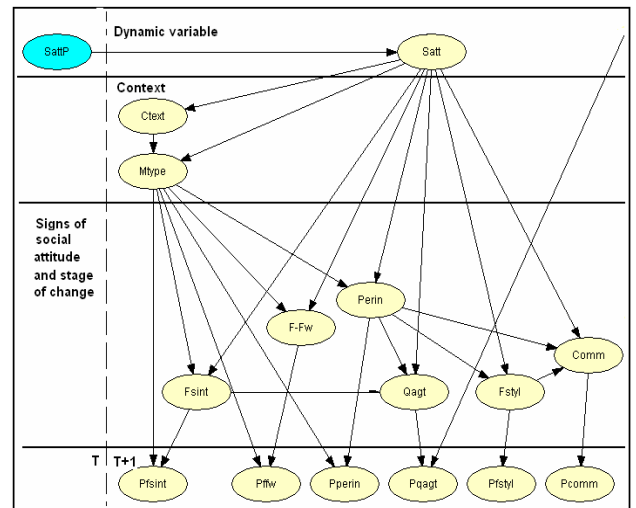 Dynamic variable
SattP
Satt
Context
Ctext
Mtype
Signs of
social
attitude
and stage
of change
Perin
F-Fw
Comm
Fsint
Qagt
Fstyl
T
T+1
Pfsint
Pffw
Pperin
Pqagt
Pfstyl
Pcomm